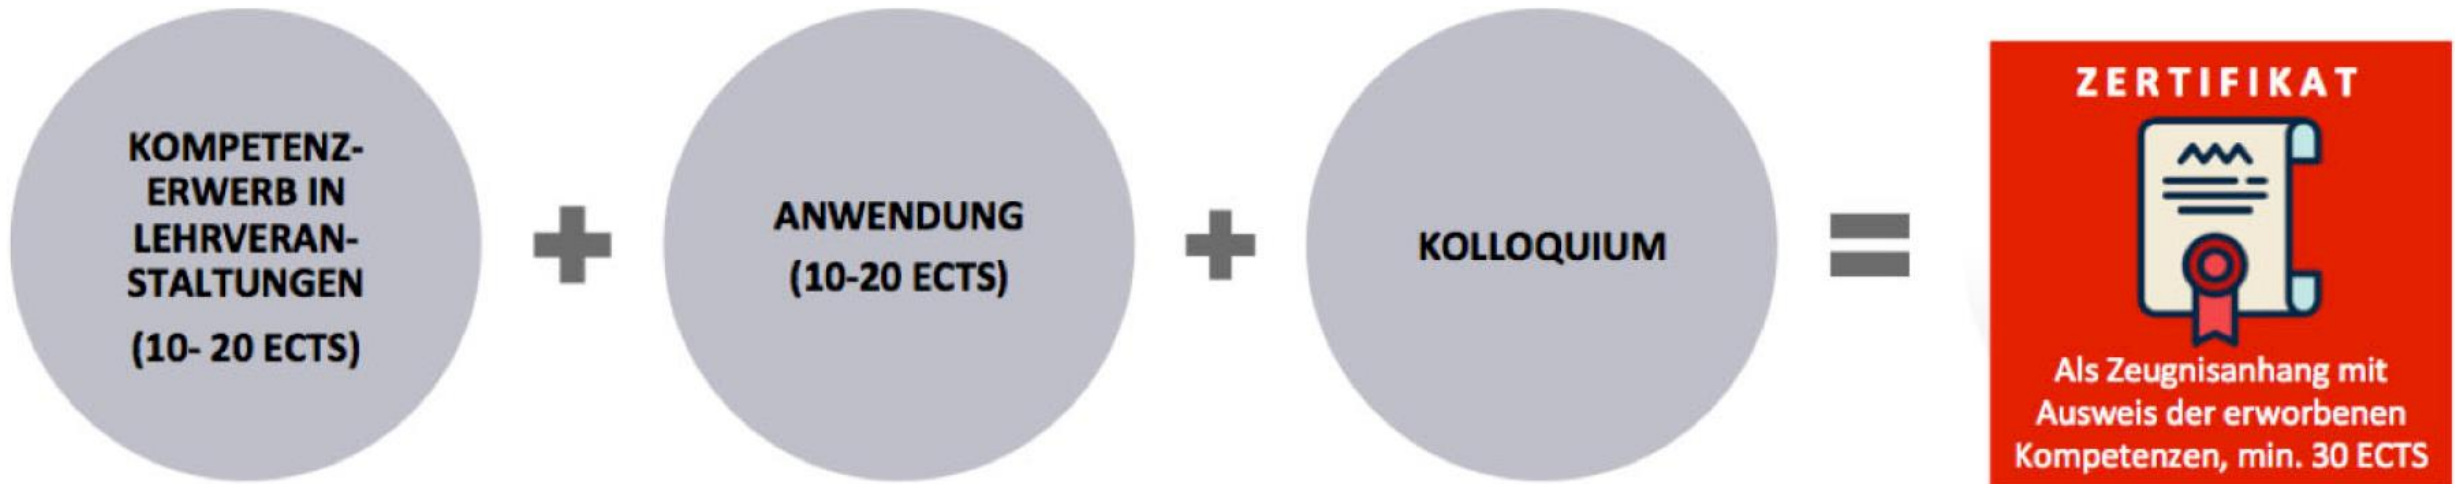 KOMPETENZ-
ERWERB IN
LEHRVERAN-
STALTUNGEN
(10- 20 ECTS)
ANWENDUNG
(10-20 ECTS)
KOLLOQUIUM
ZERTIFIKAT
Als Zeugnisanhang mit
Ausweis der erworbenen
Kompetenzen, min. 30 ECTS